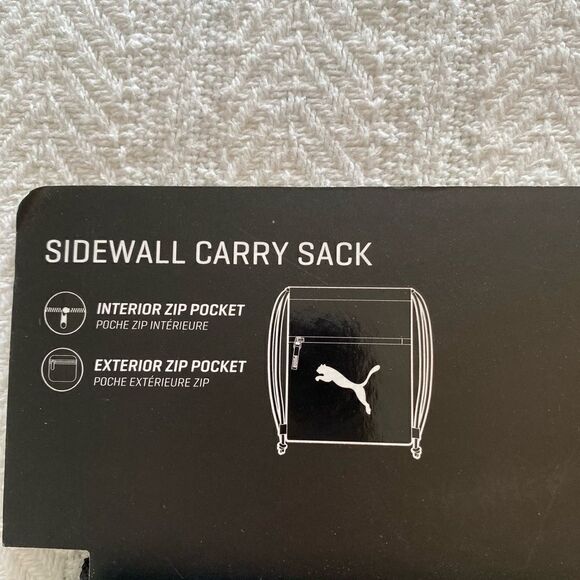 SIDEWALL CARRY SACK
INTERIOR ZIP POCKET
POCHE ZIP INTÉRIEURE
EXTERIOR ZIP POCKET
POCHE EXTÉRIEURE ZIP